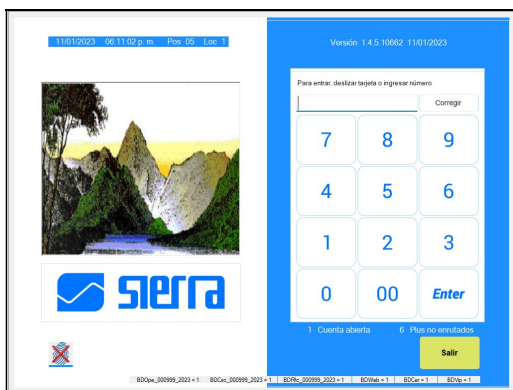 11/01/2023 06:11:02 p. m. Pos 05 Loc 1
Versión 1.4.5.10662 11/01/2023
Para entrar, deslizar tarjeta o ingresar número
Corregir
7 8 9
4 5 6
1 2 3
0 00 Enter
sierra
1 Cuenta abierta 6 Plus no enrutados
Salir
BDOpe_000999_2023 = 1 BDCsc_000999_2023 = 1 BDRfc_000999_2023 = 1 BDWeb = 1 BDCer = 1 BDVip = 1